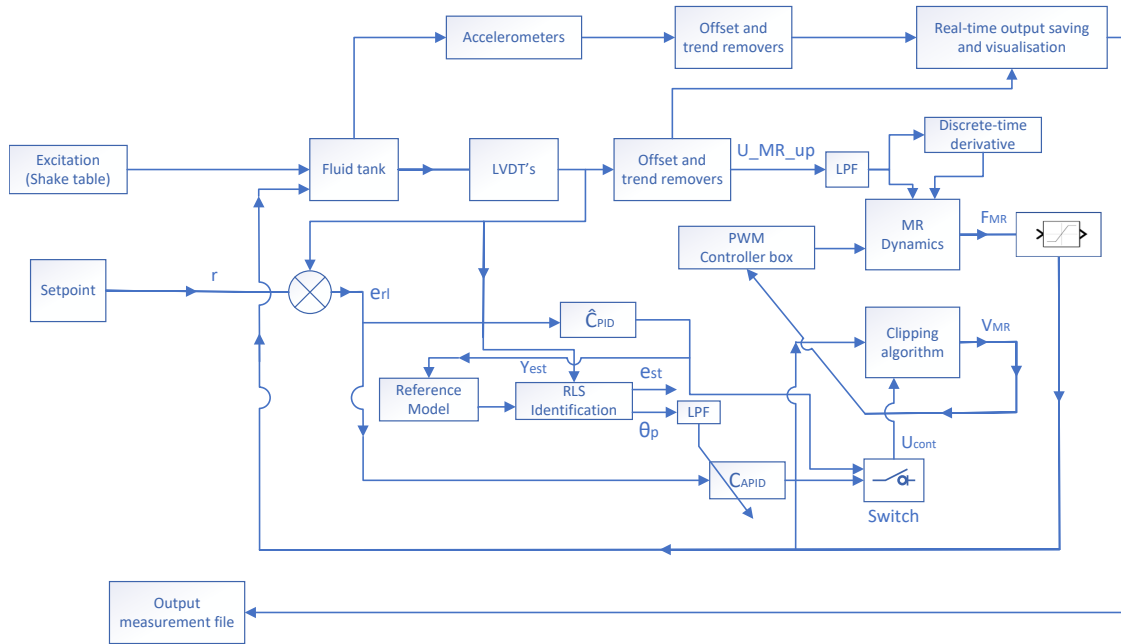 Accelerometers
Offset and
trend removers
Real-time output saving
and visualisation
Excitation
(Shake table)
Fluid tank
LVDT's
Offset and
trend removers
U_MR_up
LPF
Discrete-time
derivative
MR
Dynamics
FMR
PWM
Controller box
Setpoint
r
erl
ĈPID
Clipping
algorithm
VMR
Yest
est
Reference
Model
RLS
Identification
θp
LPF
Ucont
CAPID
Switch
Output
measurement file